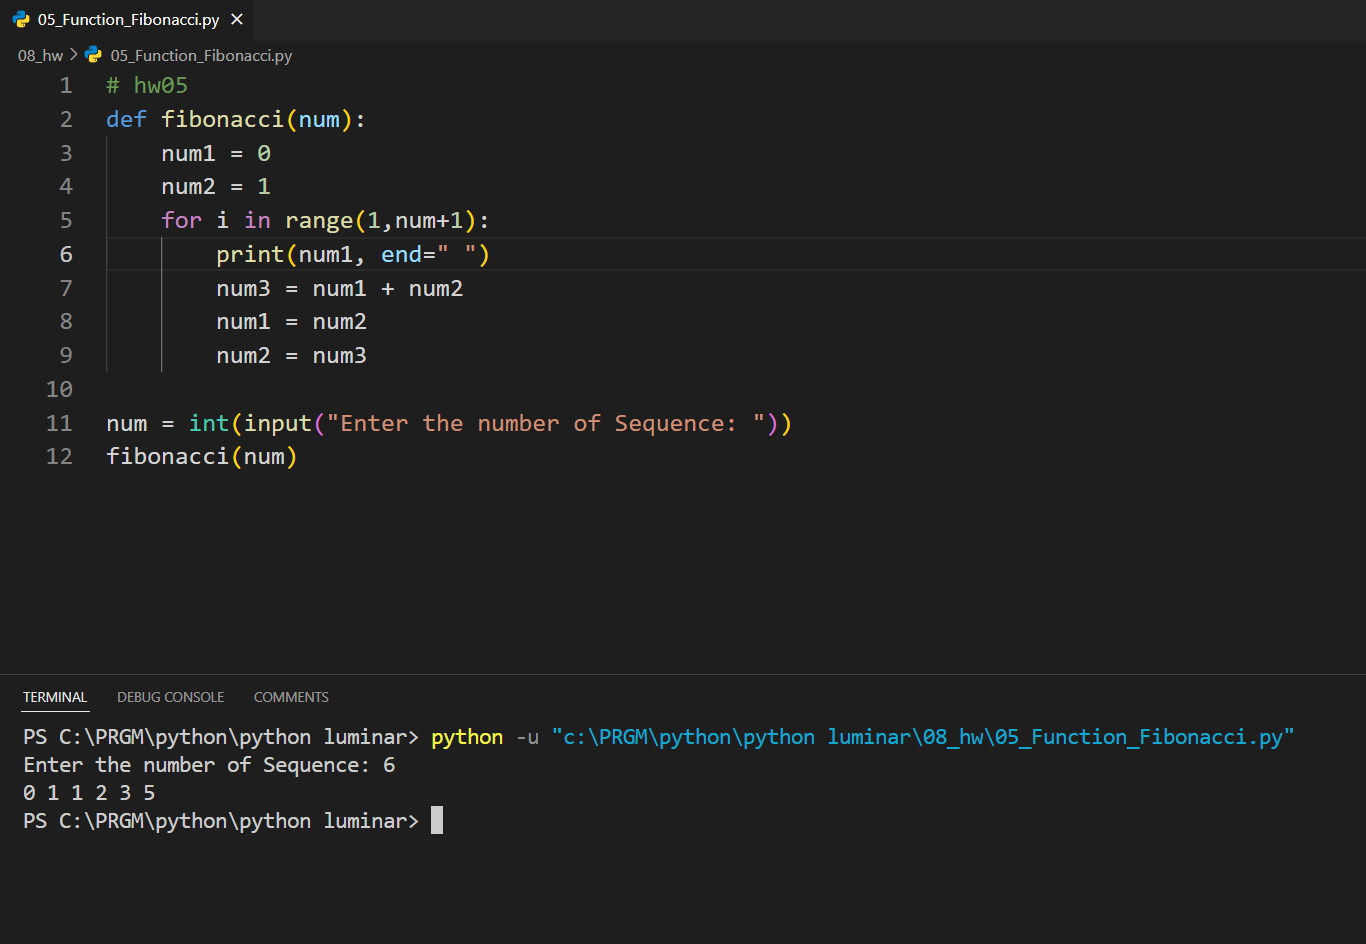 05_Function_Fibonacci.py ×
08_hw > 05_Function_Fibonacci.py
1 # hw05
2 def fibonacci(num):
3     num1 = 0
4     num2 = 1
5     for i in range(1,num+1):
6         print(num1, end=" ")
7         num3 = num1 + num2
8         num1 = num2
9         num2 = num3
10
11 num = int(input("Enter the number of Sequence: "))
12 fibonacci(num)
TERMINAL DEBUG CONSOLE COMMENTS
PS C:\PRGM\python\python luminar> python -u "c:\PRGM\python\python luminar\08_hw\05_Function_Fibonacci.py"
Enter the number of Sequence: 6
0 1 1 2 3 5
PS C:\PRGM\python\python luminar>